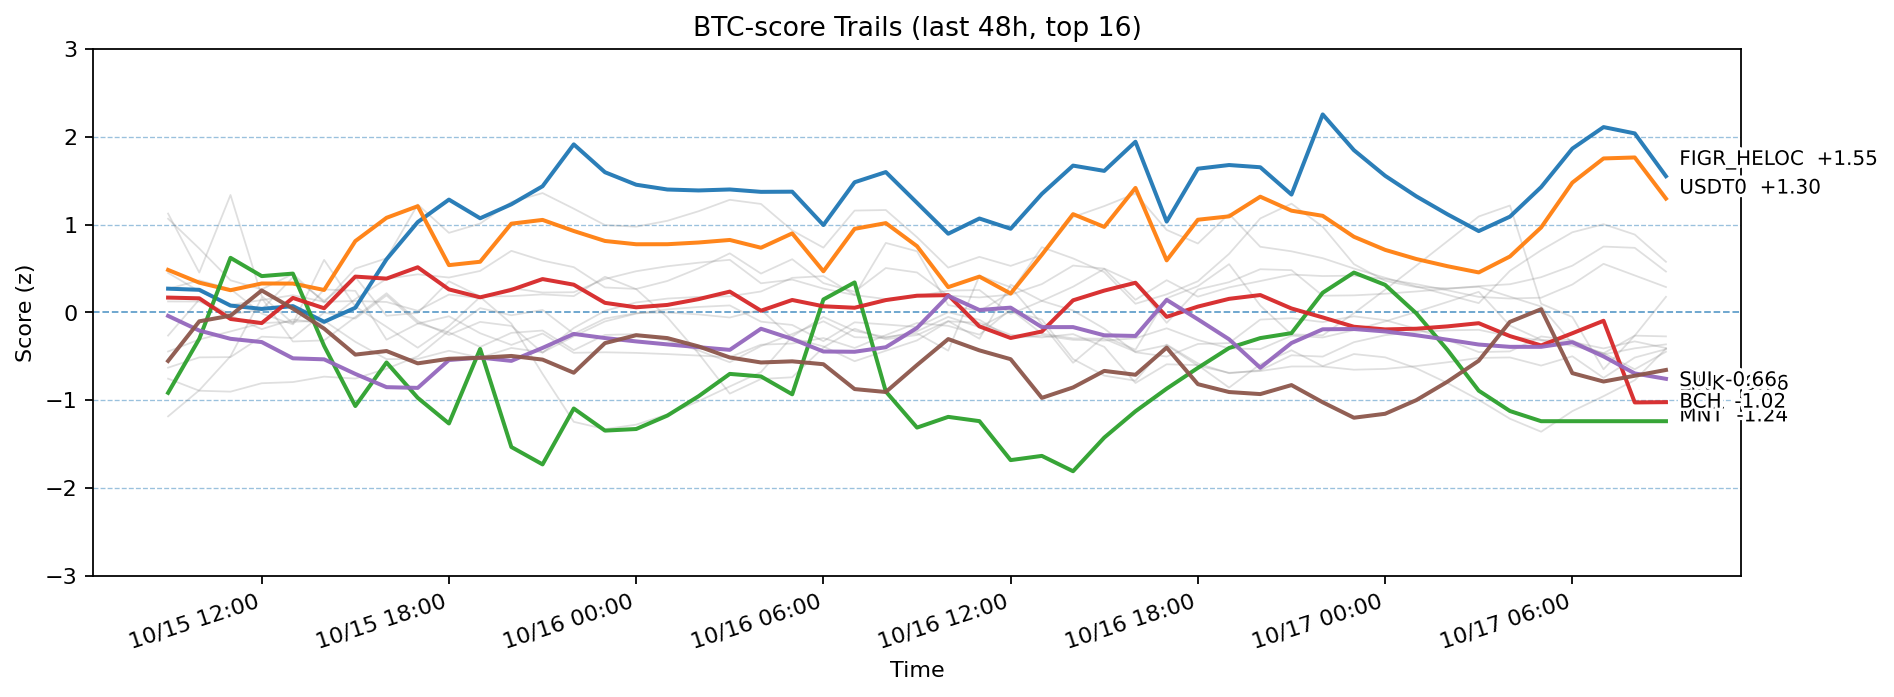 BTC-score Trails (last 48h, top 16)
Score (z)
3
2
1
0
−1
−2
−3
FIGR_HELOC +1.55
USDT0 +1.30
SUI -0.66
BCH -1.02
MNT -1.24
10/15 12:00
10/15 18:00
10/16 00:00
10/16 06:00
10/16 12:00
10/16 18:00
10/17 00:00
10/17 06:00
Time